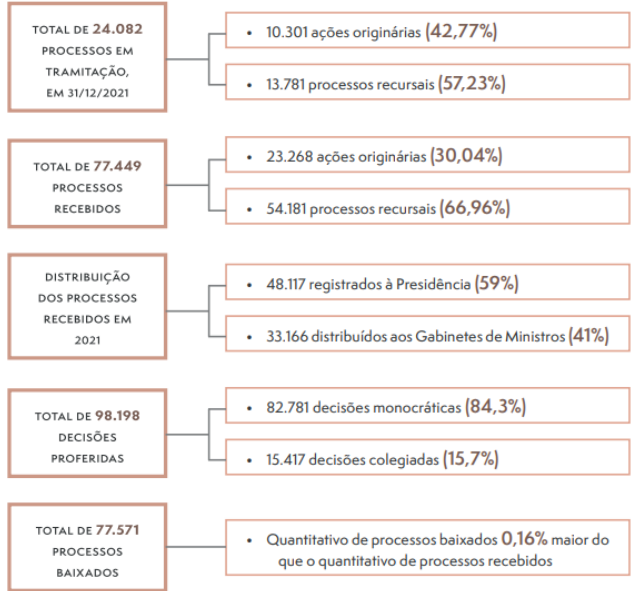 TOTAL DE 24.082
PROCESSOS EM
TRAMITAÇÃO,
EM 31/12/2021
• 10.301 ações originárias (42,77%)
• 13.781 processos recursais (57,23%)
TOTAL DE 77.449
PROCESSOS
RECEBIDOS
• 23.268 ações originárias (30,04%)
• 54.181 processos recursais (66,96%)
DISTRIBUIÇÃO
DOS PROCESSOS
RECEBIDOS EM
2021
• 48.117 registrados à Presidência (59%)
• 33.166 distribuídos aos Gabinetes de Ministros (41%)
TOTAL DE 98.198
DECISÕES
PROFERIDAS
• 82.781 decisões monocráticas (84,3%)
• 15.417 decisões colegiadas (15,7%)
TOTAL DE 77.571
PROCESSOS
BAIXADOS
• Quantitativo de processos baixados 0,16% maior do
que o quantitativo de processos recebidos